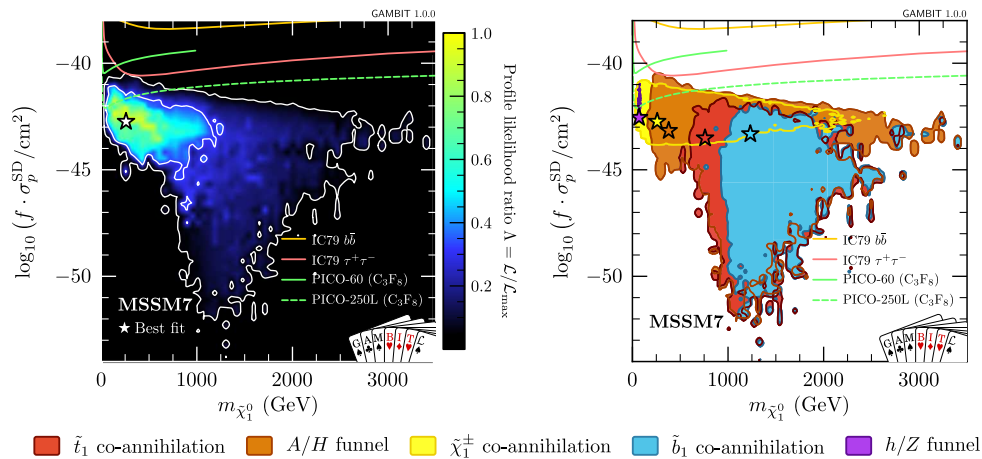 GAMBIT 1.0.0
−40
−45
−50
log₁₀ (f · σₚˢᴰ/cm²)
IC79 bb̄
IC79 τ⁺τ⁻
PICO-60 (C₃F₈)
PICO-250L (C₃F₈)
MSSM7
★ Best fit
G A M B I T L
0 1000 2000 3000
m_χ̃₁⁰ (GeV)
1.0
0.8
0.6
0.4
0.2
Profile likelihood ratio Λ = ℒ/ℒmax
GAMBIT 1.0.0
−40
−45
−50
log₁₀ (f · σₚˢᴰ/cm²)
IC79 bb̄
IC79 τ⁺τ⁻
PICO-60 (C₃F₈)
PICO-250L (C₃F₈)
MSSM7
G A M B I T L
0 1000 2000 3000
m_χ̃₁⁰ (GeV)
t̃₁ co-annihilation A/H funnel χ̃₁± co-annihilation b̃₁ co-annihilation h/Z funnel